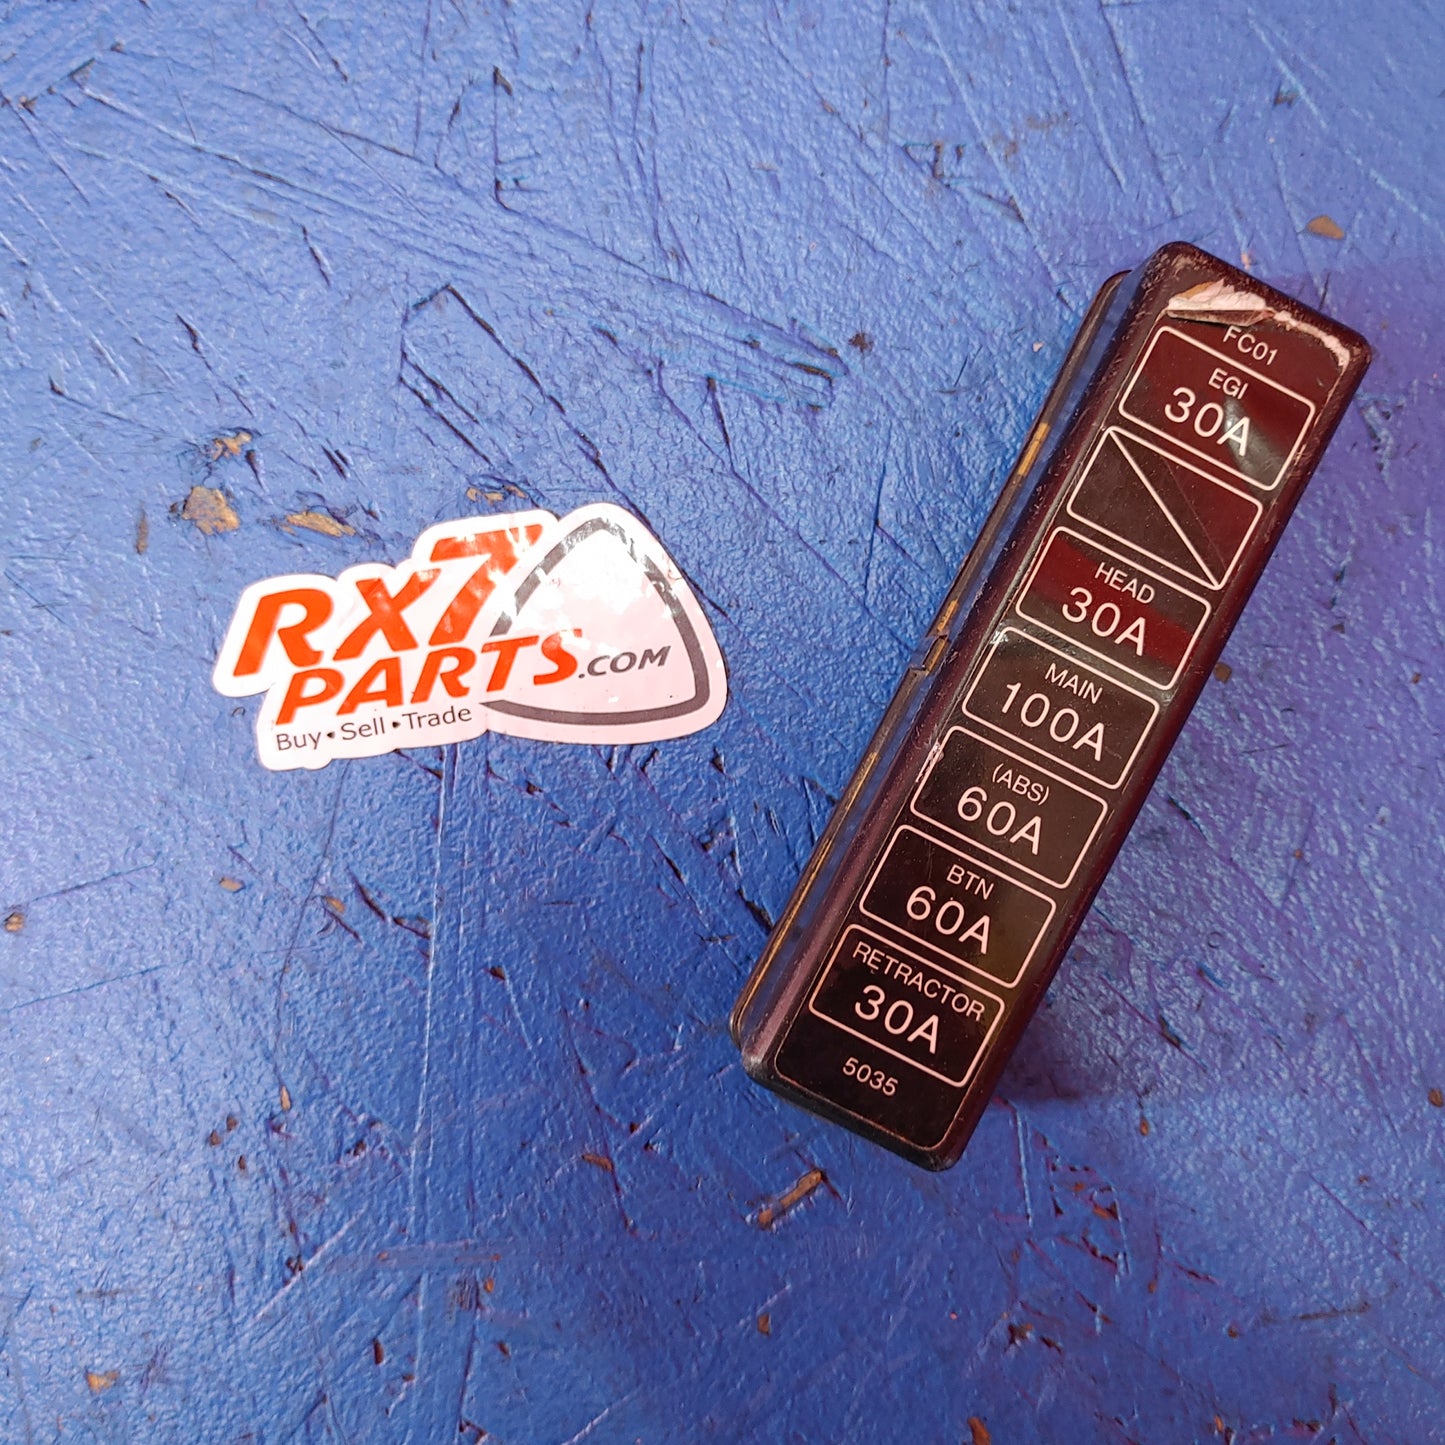 RX7
PARTS.COM
Buy • Sell • Trade
FC01
EGI
30A
HEAD
30A
MAIN
100A
(ABS)
60A
BTN
60A
RETRACTOR
30A
5035